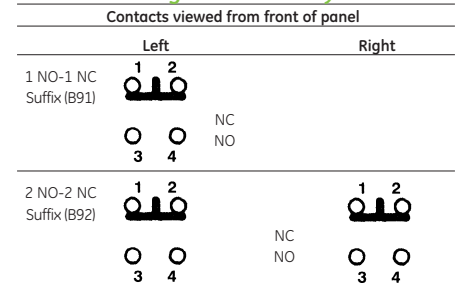 Contacts viewed from front of panel
Left Right
1 NO-1 NC
Suffix (B91)
1 2
NC
NO
3 4
2 NO-2 NC
Suffix (B92)
1 2 1 2
NC
NO
3 4 3 4